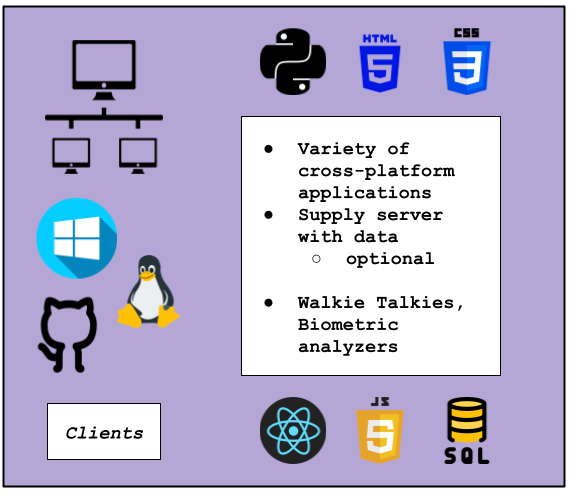 HTML
5
CSS
3
● Variety of
cross-platform
applications
● Supply server
with data
○ optional
● Walkie Talkies,
Biometric
analyzers
Clients
JS
5
SQL